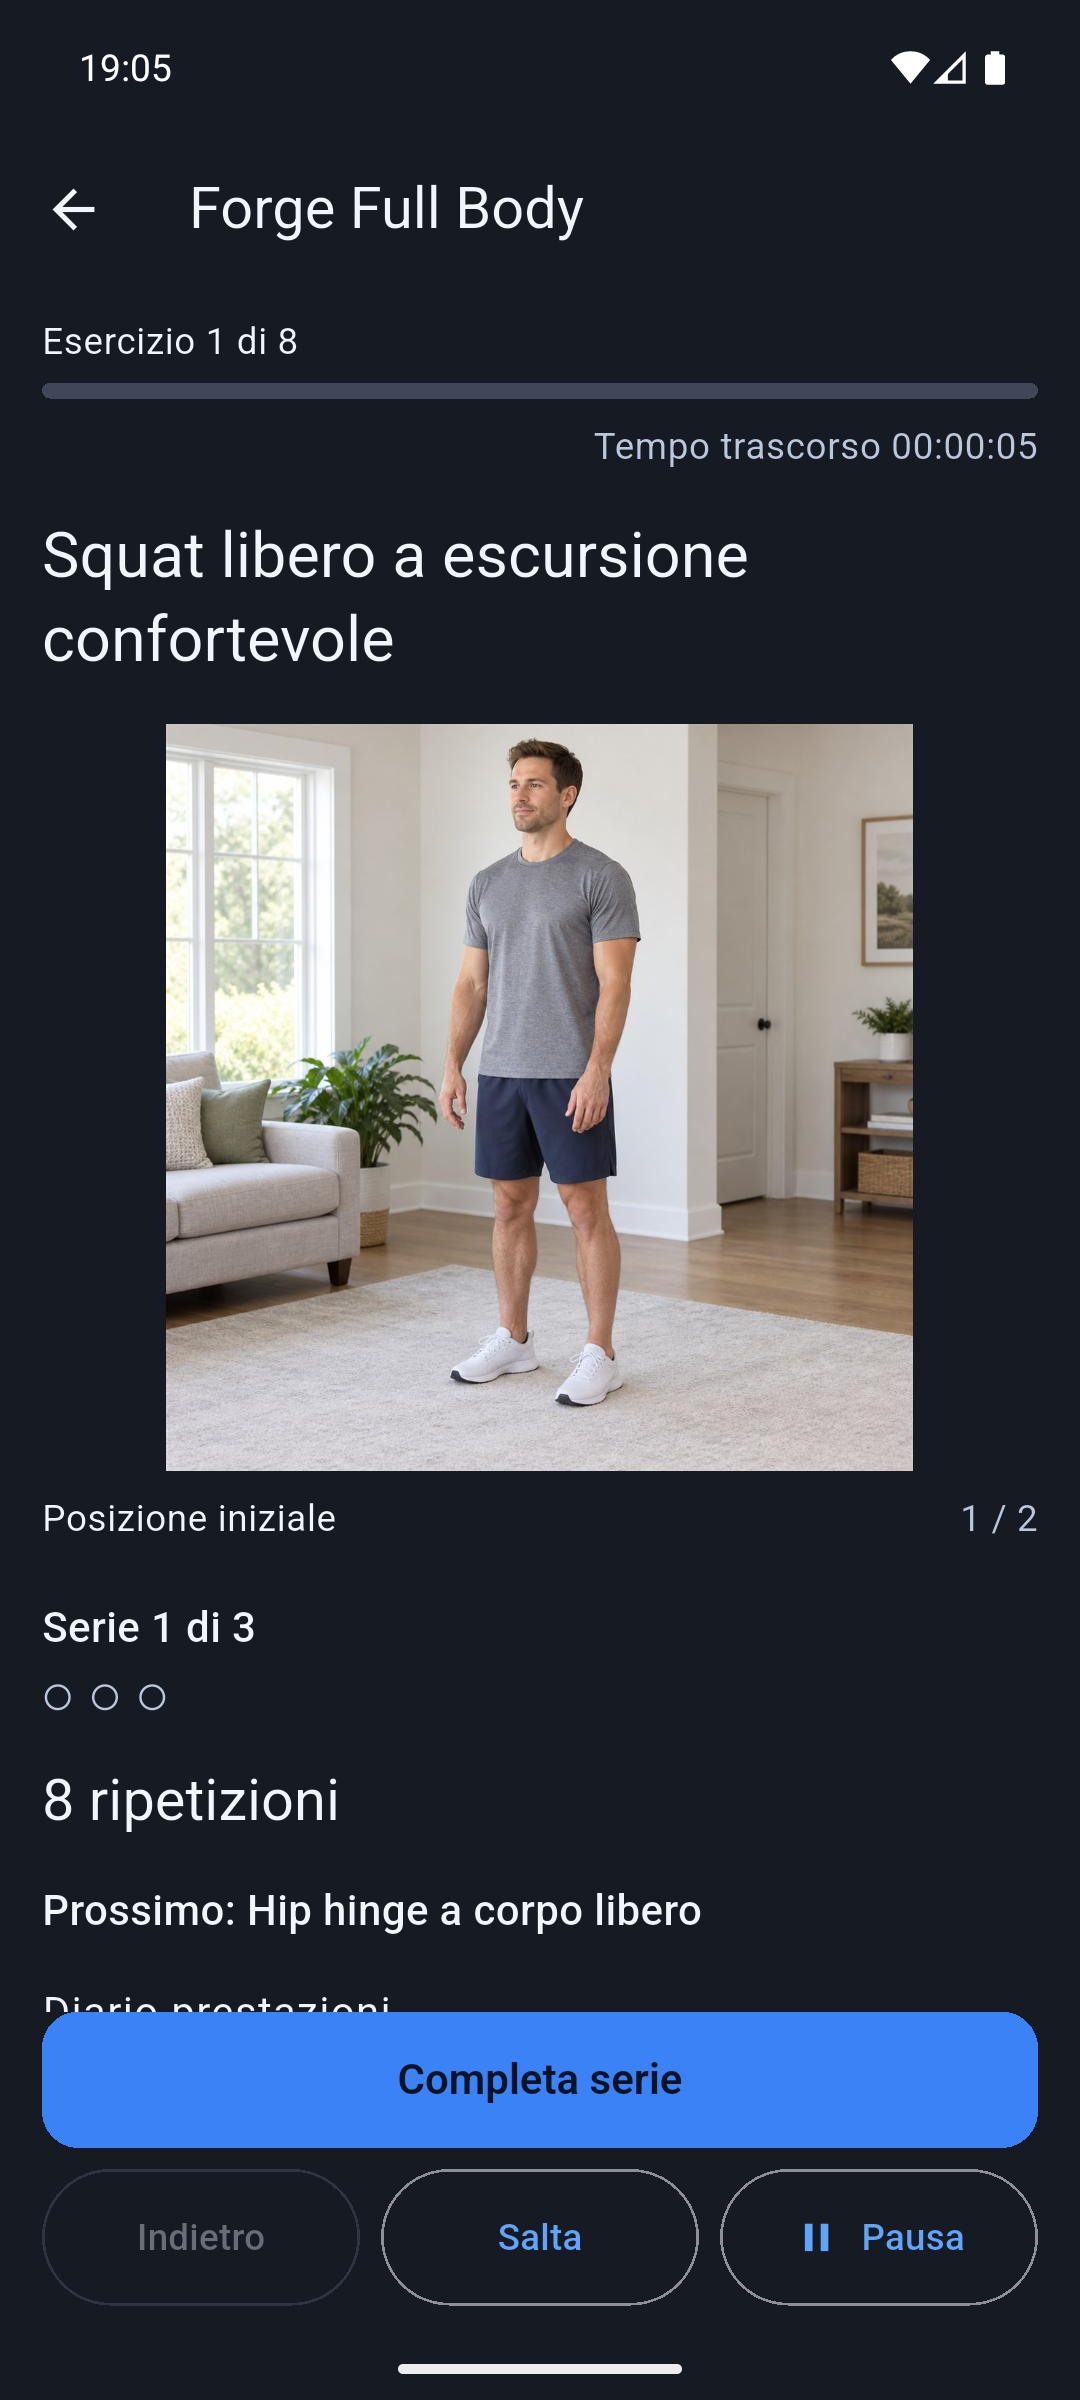 19:05
Forge Full Body
Esercizio 1 di 8
Tempo trascorso 00:00:05
Squat libero a escursione
confortevole
Posizione iniziale
1 / 2
Serie 1 di 3
8 ripetizioni
Prossimo: Hip hinge a corpo libero
Diario prestazioni
Completa serie
Indietro
Salta
Pausa